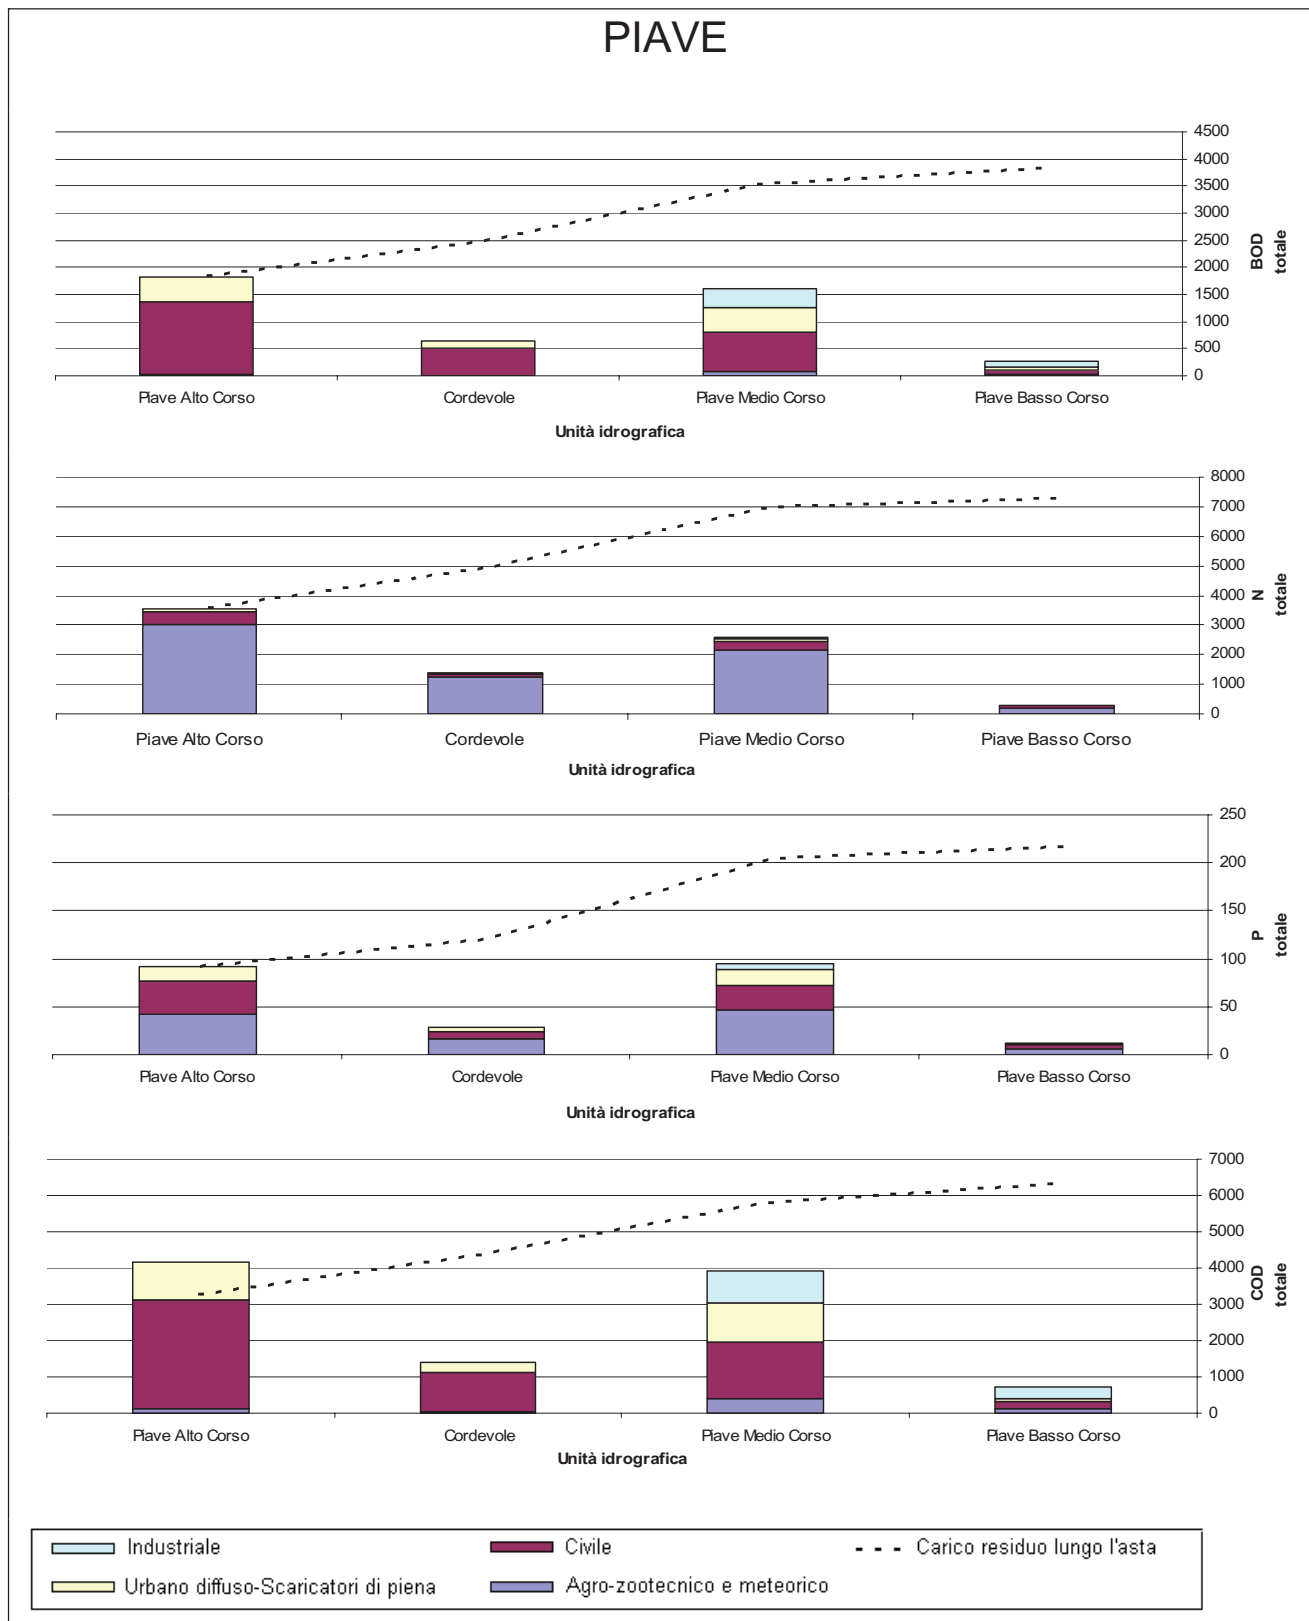 PIAVE
4500
4000
3500
3000
2500
2000
1500
1000
500
0
BOD
totale
Piave Alto Corso Cordevole Piave Medio Corso Piave Basso Corso
Unità idrografica
8000
7000
6000
5000
4000
3000
2000
1000
0
N
totale
Piave Alto Corso Cordevole Piave Medio Corso Piave Basso Corso
Unità idrografica
250
200
150
100
50
0
P
totale
Piave Alto Corso Cordevole Piave Medio Corso Piave Basso Corso
Unità idrografica
7000
6000
5000
4000
3000
2000
1000
0
COD
totale
Piave Alto Corso Cordevole Piave Medio Corso Piave Basso Corso
Unità idrografica
Industriale Civile Carico residuo lungo l'asta
Urbano diffuso-Scaricatori di piena Agro-zootecnico e meteorico